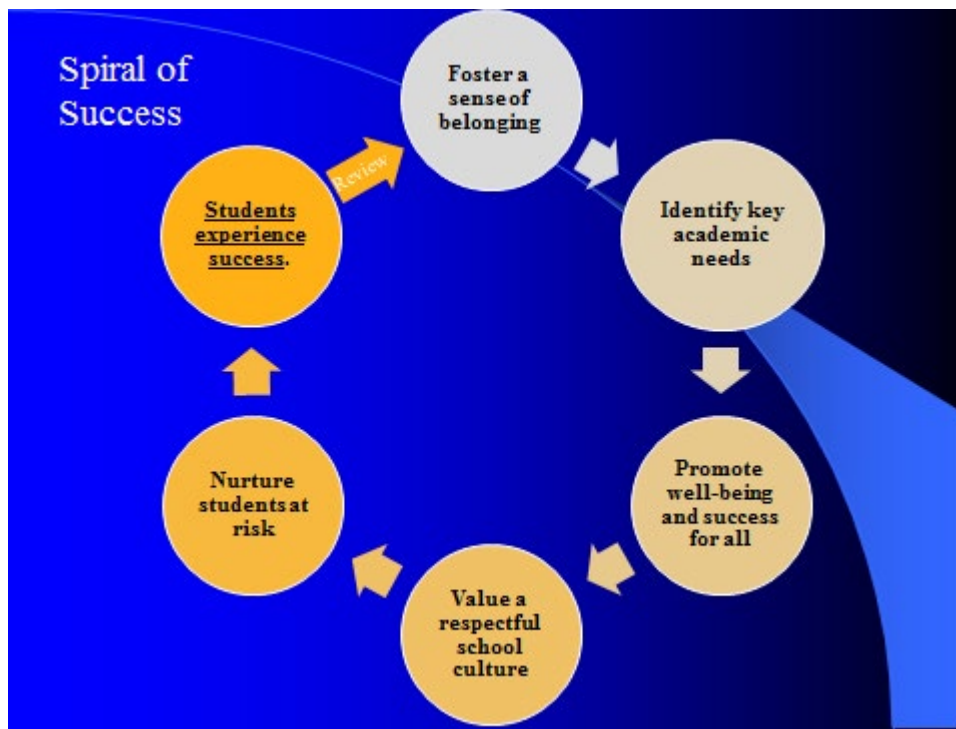 Spiral of
Success
Foster a
sense of
belonging
Identify key
academic
needs
Promote
well-being
and success
for all
Value a
respectful
school
culture
Nurture
students at
risk
Students
experience
success.
Review